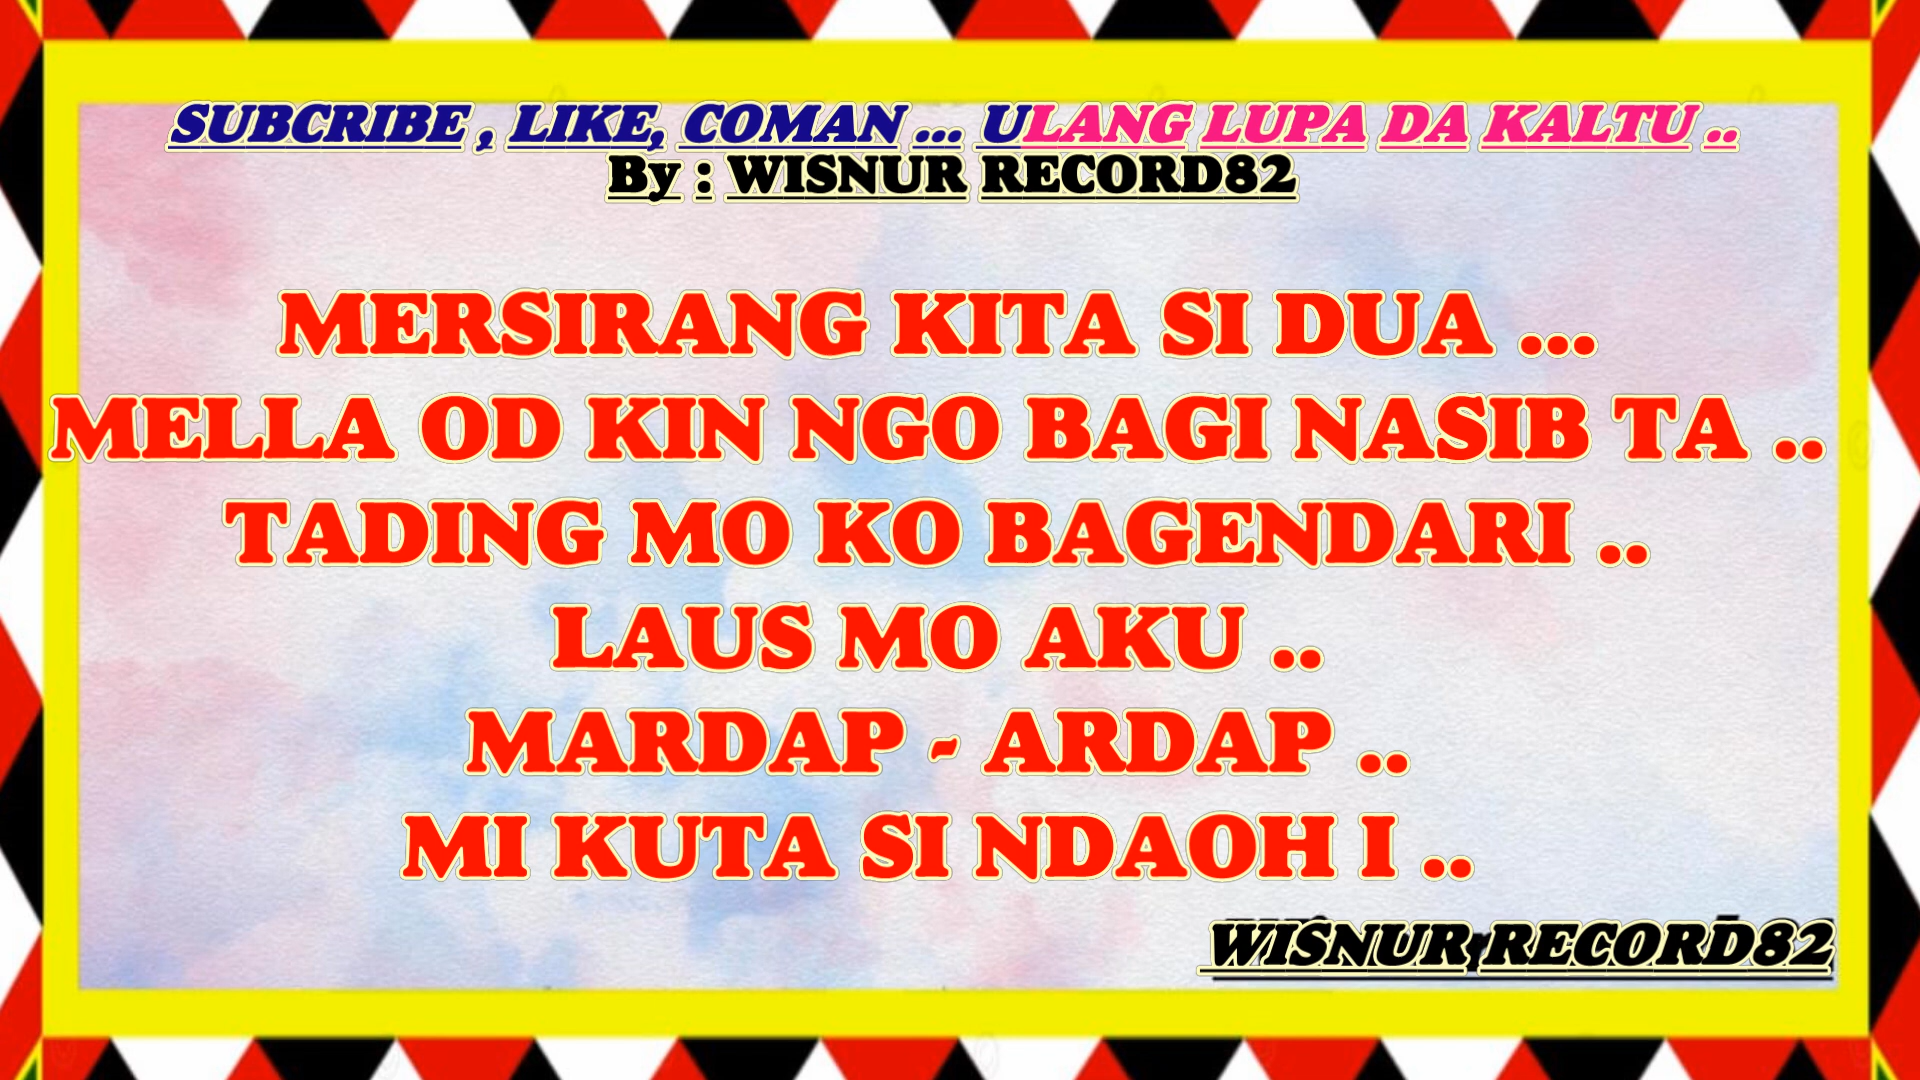 SUBCRIBE , LIKE, COMAN ... ULANG LUPA DA KALTU ..
By : WISNUR RECORD82
MERSIRANG KITA SI DUA ...
MELLA OD KIN NGO BAGI NASIB TA ..
TADING MO KO BAGENDARI ..
LAUS MO AKU ..
MARDAP - ARDAP ..
MI KUTA SI NDAOH I ..
WISNUR RECORD82